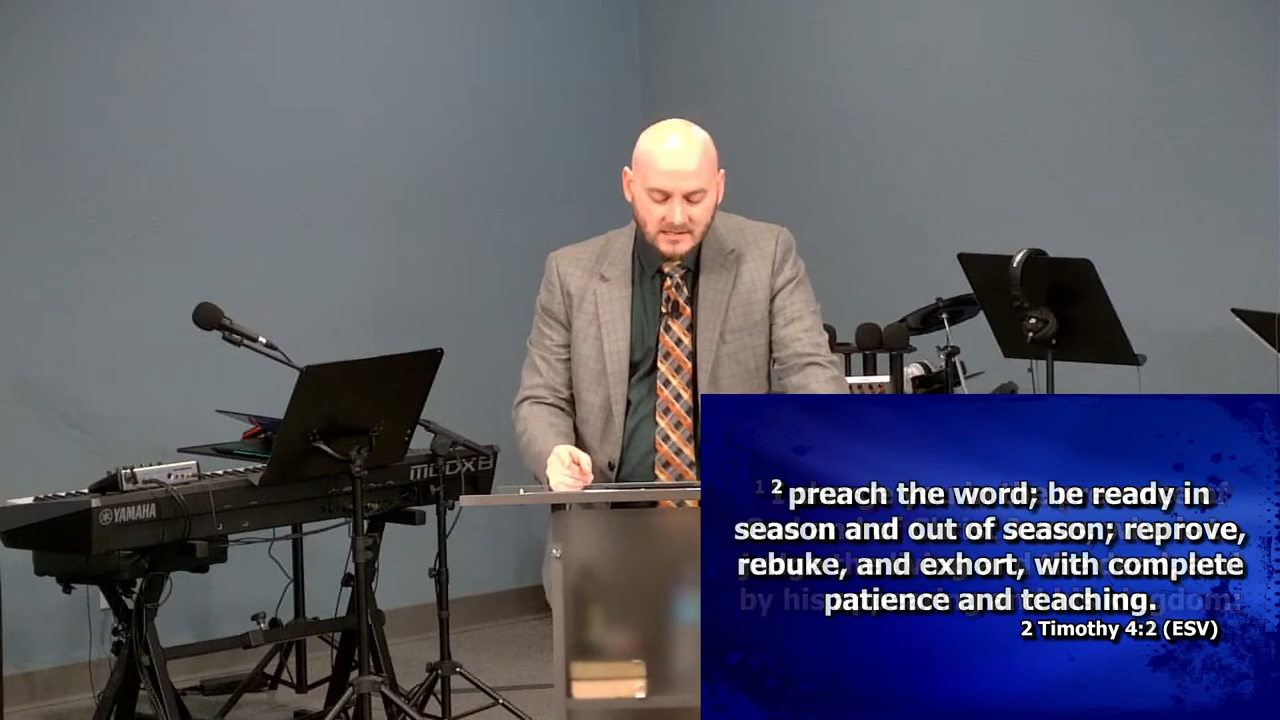 MODX8
YAMAHA
2 preach the word; be ready in
season and out of season; reprove,
rebuke, and exhort, with complete
patience and teaching.
2 Timothy 4:2 (ESV)